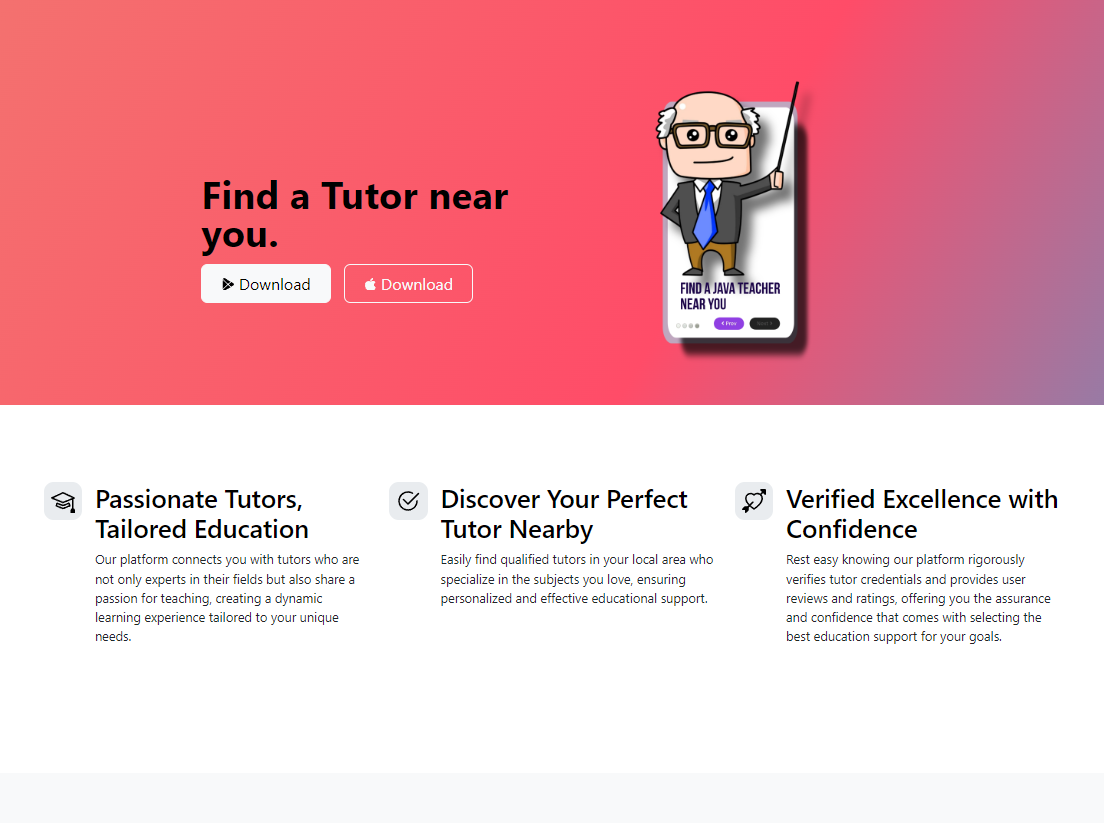 Find a Tutor near
you.
Download
Download
FIND A JAVA TEACHER
NEAR YOU
Prev
Passionate Tutors,
Tailored Education
Our platform connects you with tutors who are
not only experts in their fields but also share a
passion for teaching, creating a dynamic
learning experience tailored to your unique
needs.
Discover Your Perfect
Tutor Nearby
Easily find qualified tutors in your local area who
specialize in the subjects you love, ensuring
personalized and effective educational support.
Verified Excellence with
Confidence
Rest easy knowing our platform rigorously
verifies tutor credentials and provides user
reviews and ratings, offering you the assurance
and confidence that comes with selecting the
best education support for your goals.